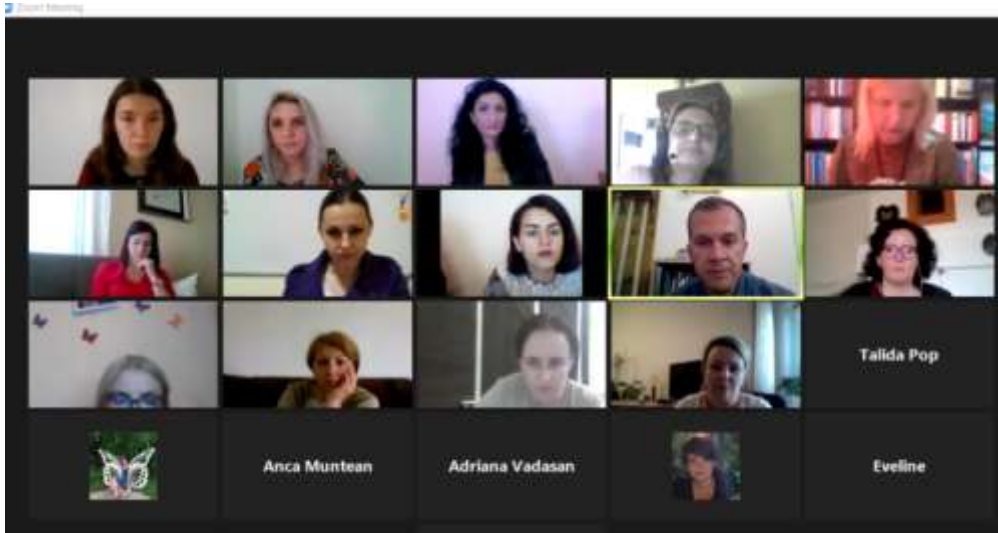 Zoom Meeting
Talida Pop
Anca Muntean
Adriana Vadasan
Eveline